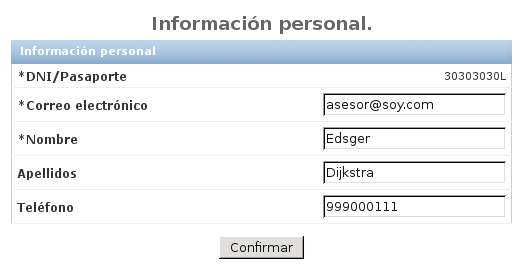 Información personal.
Información personal
*DNI/Pasaporte 30303030L
*Correo electrónico asesor@soy.com
*Nombre Edsger
Apellidos Dijkstra
Teléfono 999000111
Confirmar